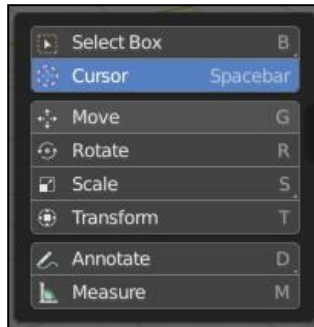 Select Box B
Cursor Spacebar
Move G
Rotate R
Scale S
Transform T
Annotate D
Measure M